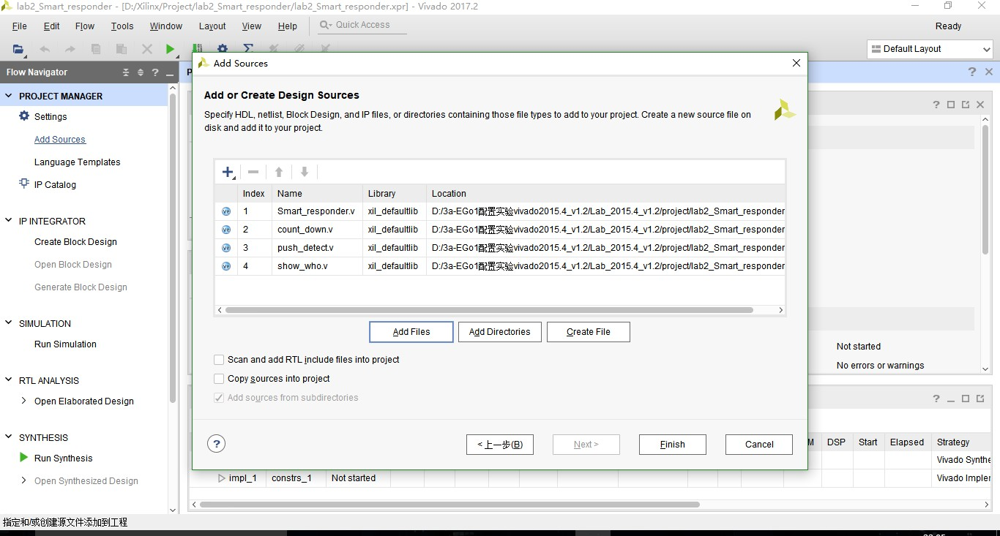 lab2_Smart_responder - [D:/Xilinx/Project/lab2_Smart_responder/lab2_Smart_responder.xpr] - Vivado 2017.2
File Edit Flow Tools Window Layout View Help Quick Access Ready
Default Layout
Flow Navigator
PROJECT MANAGER
Settings
Add Sources
Language Templates
IP Catalog
IP INTEGRATOR
Create Block Design
Open Block Design
Generate Block Design
SIMULATION
Run Simulation
RTL ANALYSIS
Open Elaborated Design
SYNTHESIS
Run Synthesis
Open Synthesized Design
Add Sources
Add or Create Design Sources
Specify HDL, netlist, Block Design, and IP files, or directories containing those file types to add to your project. Create a new source file on
disk and add it to your project.
Index Name Library Location
1 Smart_responder.v xil_defaultlib D:/3a-EGo1配置实验vivado2015.4_v1.2/Lab_2015.4_v1.2/project/lab2_Smart_responder
2 count_down.v xil_defaultlib D:/3a-EGo1配置实验vivado2015.4_v1.2/Lab_2015.4_v1.2/project/lab2_Smart_responder
3 push_detect.v xil_defaultlib D:/3a-EGo1配置实验vivado2015.4_v1.2/Lab_2015.4_v1.2/project/lab2_Smart_responder
4 show_who.v xil_defaultlib D:/3a-EGo1配置实验vivado2015.4_v1.2/Lab_2015.4_v1.2/project/lab2_Smart_responder
Add Files Add Directories Create File
Scan and add RTL include files into project
Copy sources into project
Add sources from subdirectories
? < 上一步(B) Next > Finish Cancel
Not started
No errors or warnings
M DSP Start Elapsed Strategy
Vivado Synthe
impl_1 constrs_1 Not started Vivado Implem
指定和/或创建源文件添加到工程